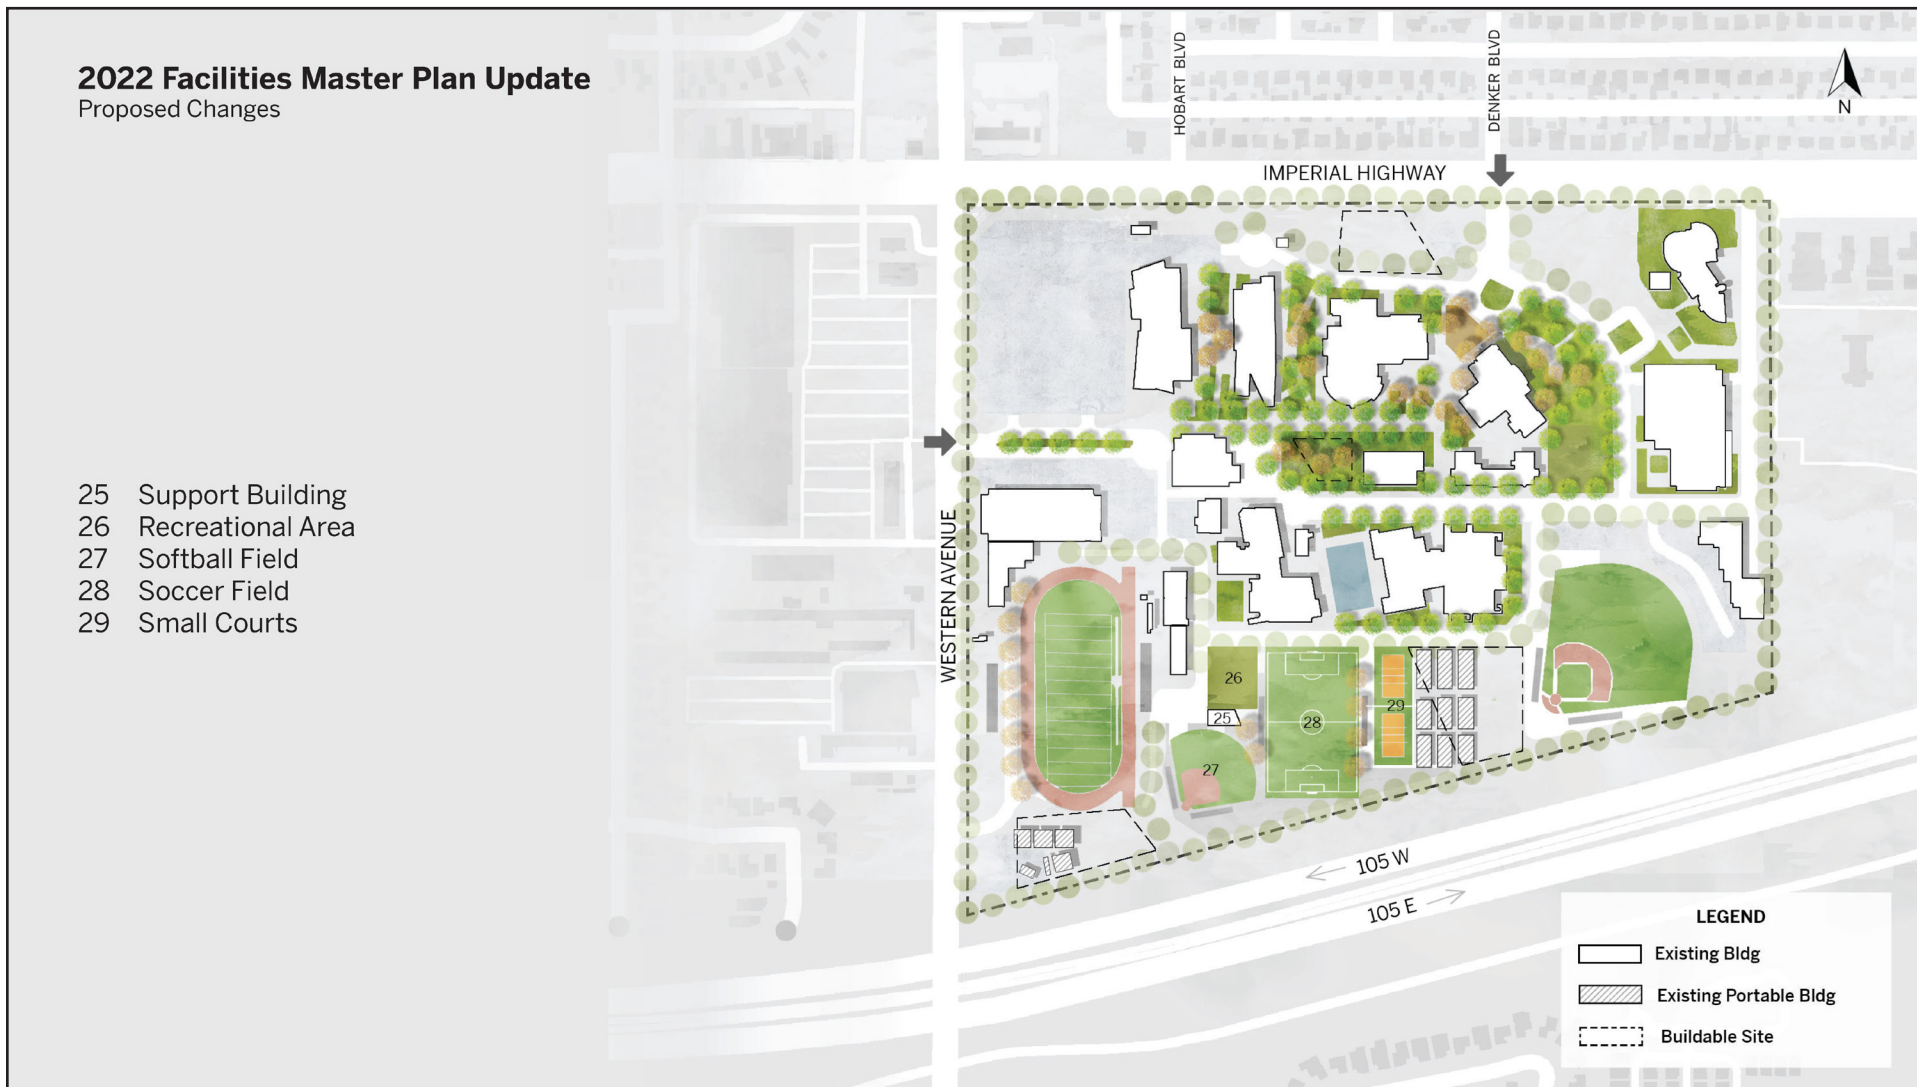 2022 Facilities Master Plan Update
Proposed Changes
25 Support Building
26 Recreational Area
27 Softball Field
28 Soccer Field
29 Small Courts
HOBART BLVD
DENKER BLVD
N
IMPERIAL HIGHWAY
WESTERN AVENUE
26
25
28
29
27
105 W
105 E
LEGEND
Existing Bldg
Existing Portable Bldg
Buildable Site